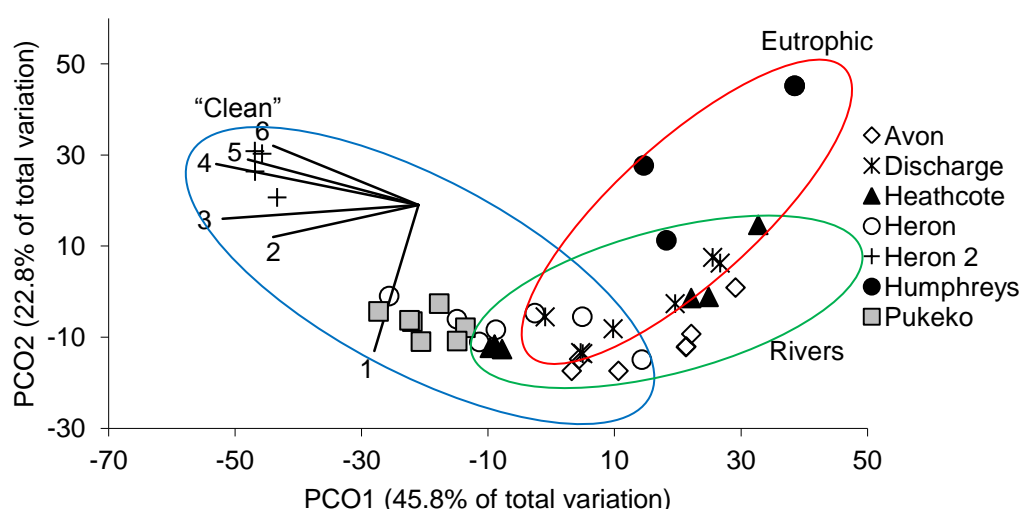 PCO2 (22.8% of total variation)
50
30
10
-10
-30
-70
-50
-30
-10
10
30
50
PCO1 (45.8% of total variation)
“Clean”
6
5
4
3
2
1
Eutrophic
Rivers
Avon
Discharge
Heathcote
Heron
Heron 2
Humphreys
Pukeko